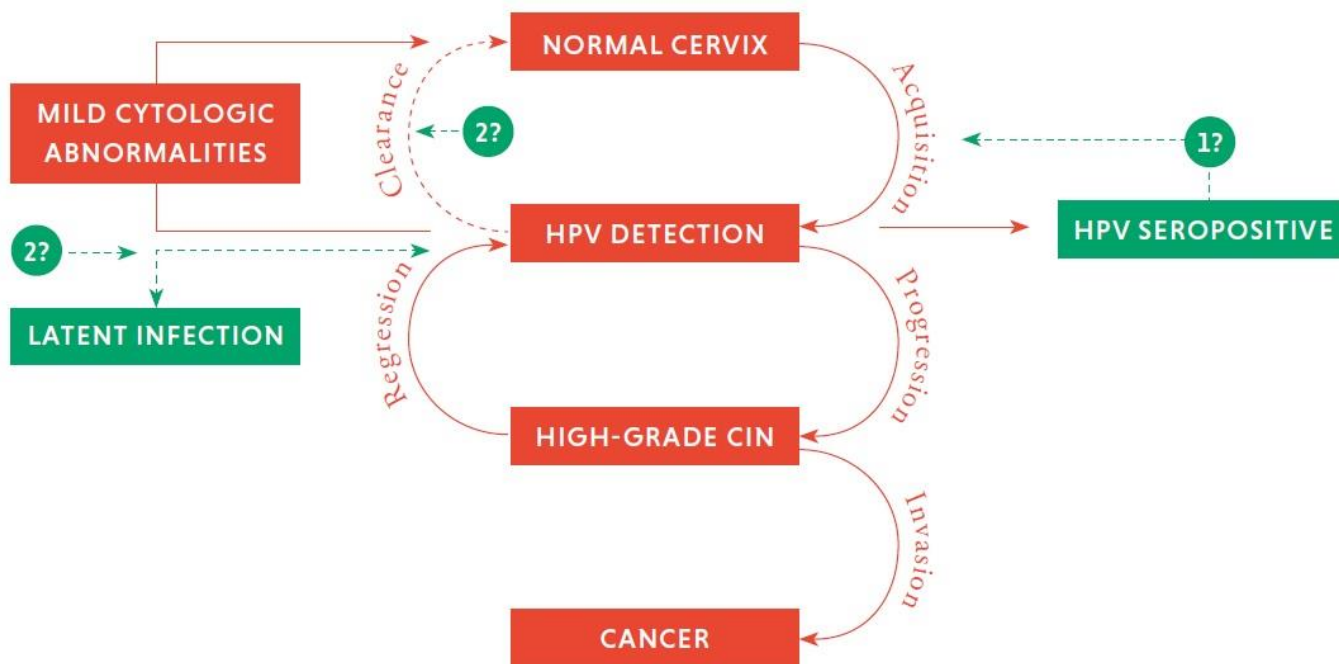 NORMAL CERVIX
MILD CYTOLOGIC
ABNORMALITIES
Clearance
2?
Acquisition
1?
HPV DETECTION
HPV SEROPOSITIVE
2?
LATENT INFECTION
Regression
Progression
HIGH-GRADE CIN
Invasion
CANCER